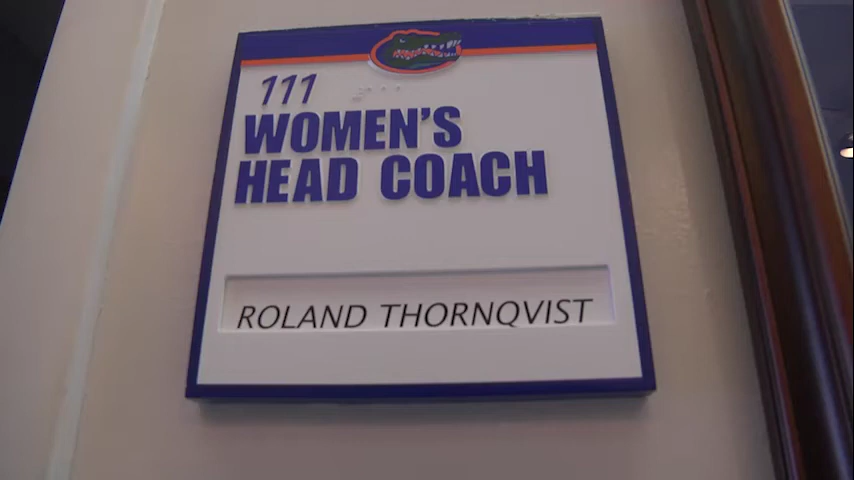 111
WOMEN'S
HEAD COACH
ROLAND THORNQVIST